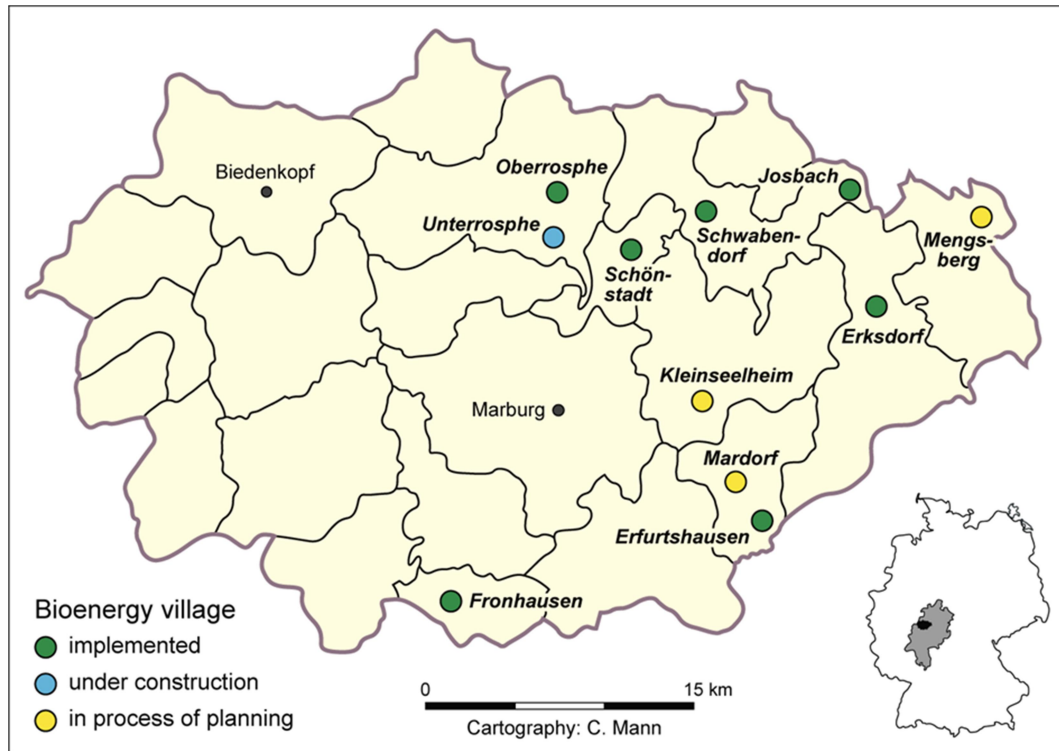 Biedenkopf
Oberrosphe
Josbach
Unterrosphe
Schwaben-
dorf
Mengs-
berg
Schön-
stadt
Erksdorf
Kleinseelheim
Marburg
Mardorf
Erfurtshausen
Fronhausen
Bioenergy village
implemented
under construction
in process of planning
0 15 km
Cartography: C. Mann